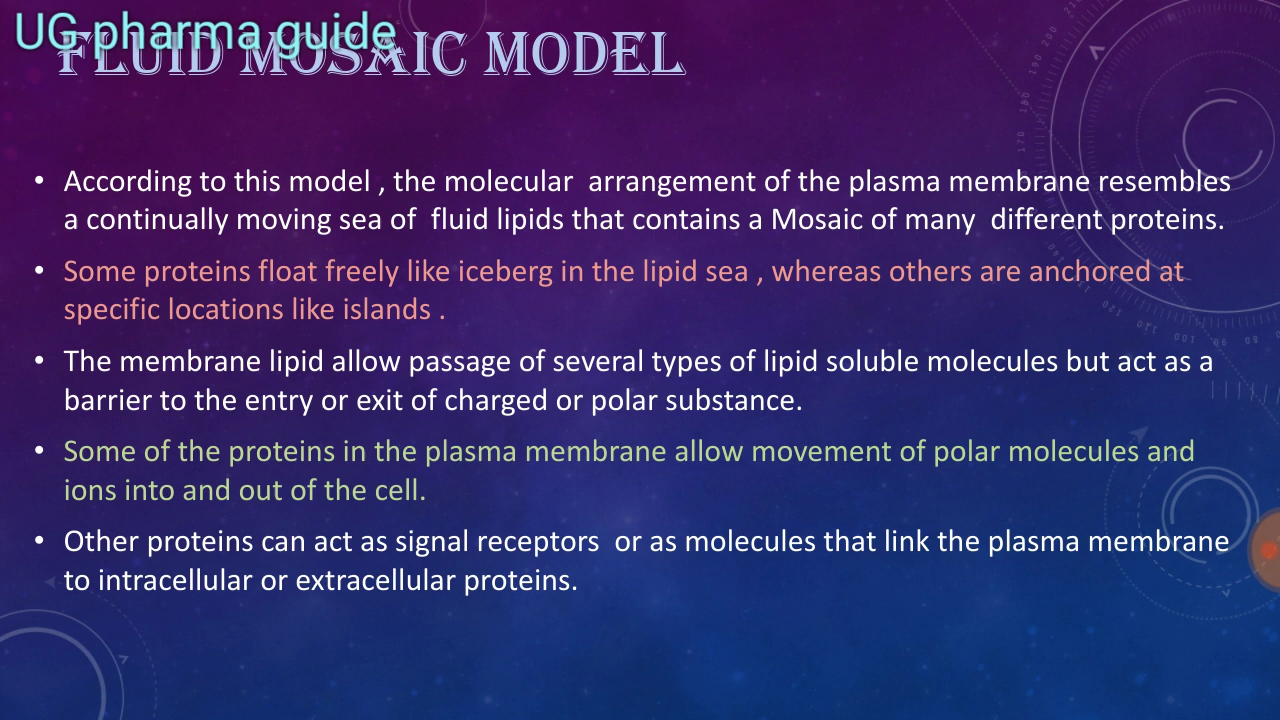 UG pharma guide
FLUID MOSAIC MODEL
• According to this model , the molecular  arrangement of the plasma membrane resembles
a continually moving sea of  fluid lipids that contains a Mosaic of many  different proteins.
• Some proteins float freely like iceberg in the lipid sea , whereas others are anchored at
specific locations like islands .
• The membrane lipid allow passage of several types of lipid soluble molecules but act as a
barrier to the entry or exit of charged or polar substance.
• Some of the proteins in the plasma membrane allow movement of polar molecules and
ions into and out of the cell.
• Other proteins can act as signal receptors  or as molecules that link the plasma membrane
to intracellular or extracellular proteins.